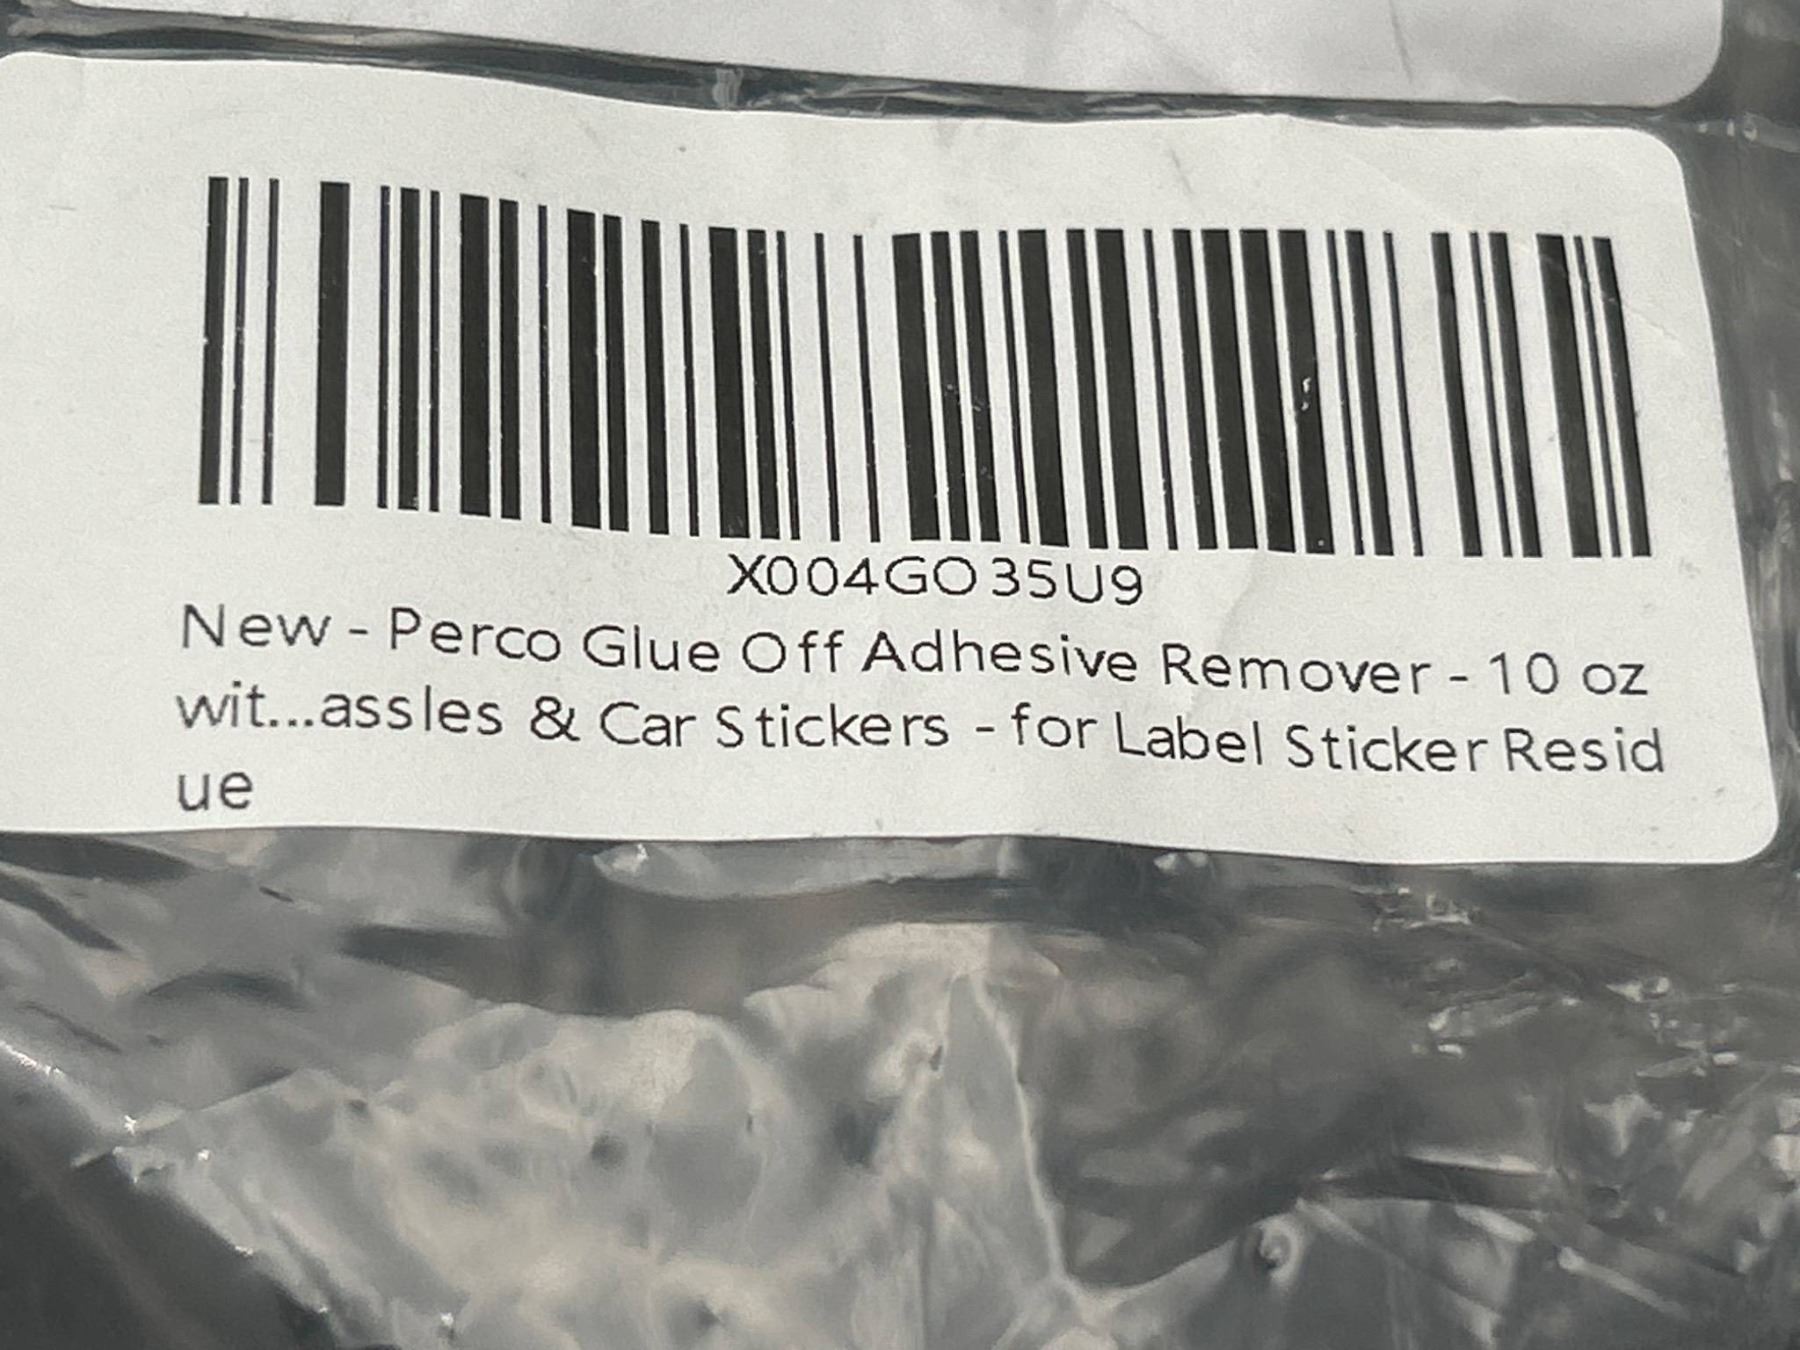 X004GO35U9
New - Perco Glue Off Adhesive Remover - 10 oz
wit...assles & Car Stickers - for Label Sticker Resid
ue